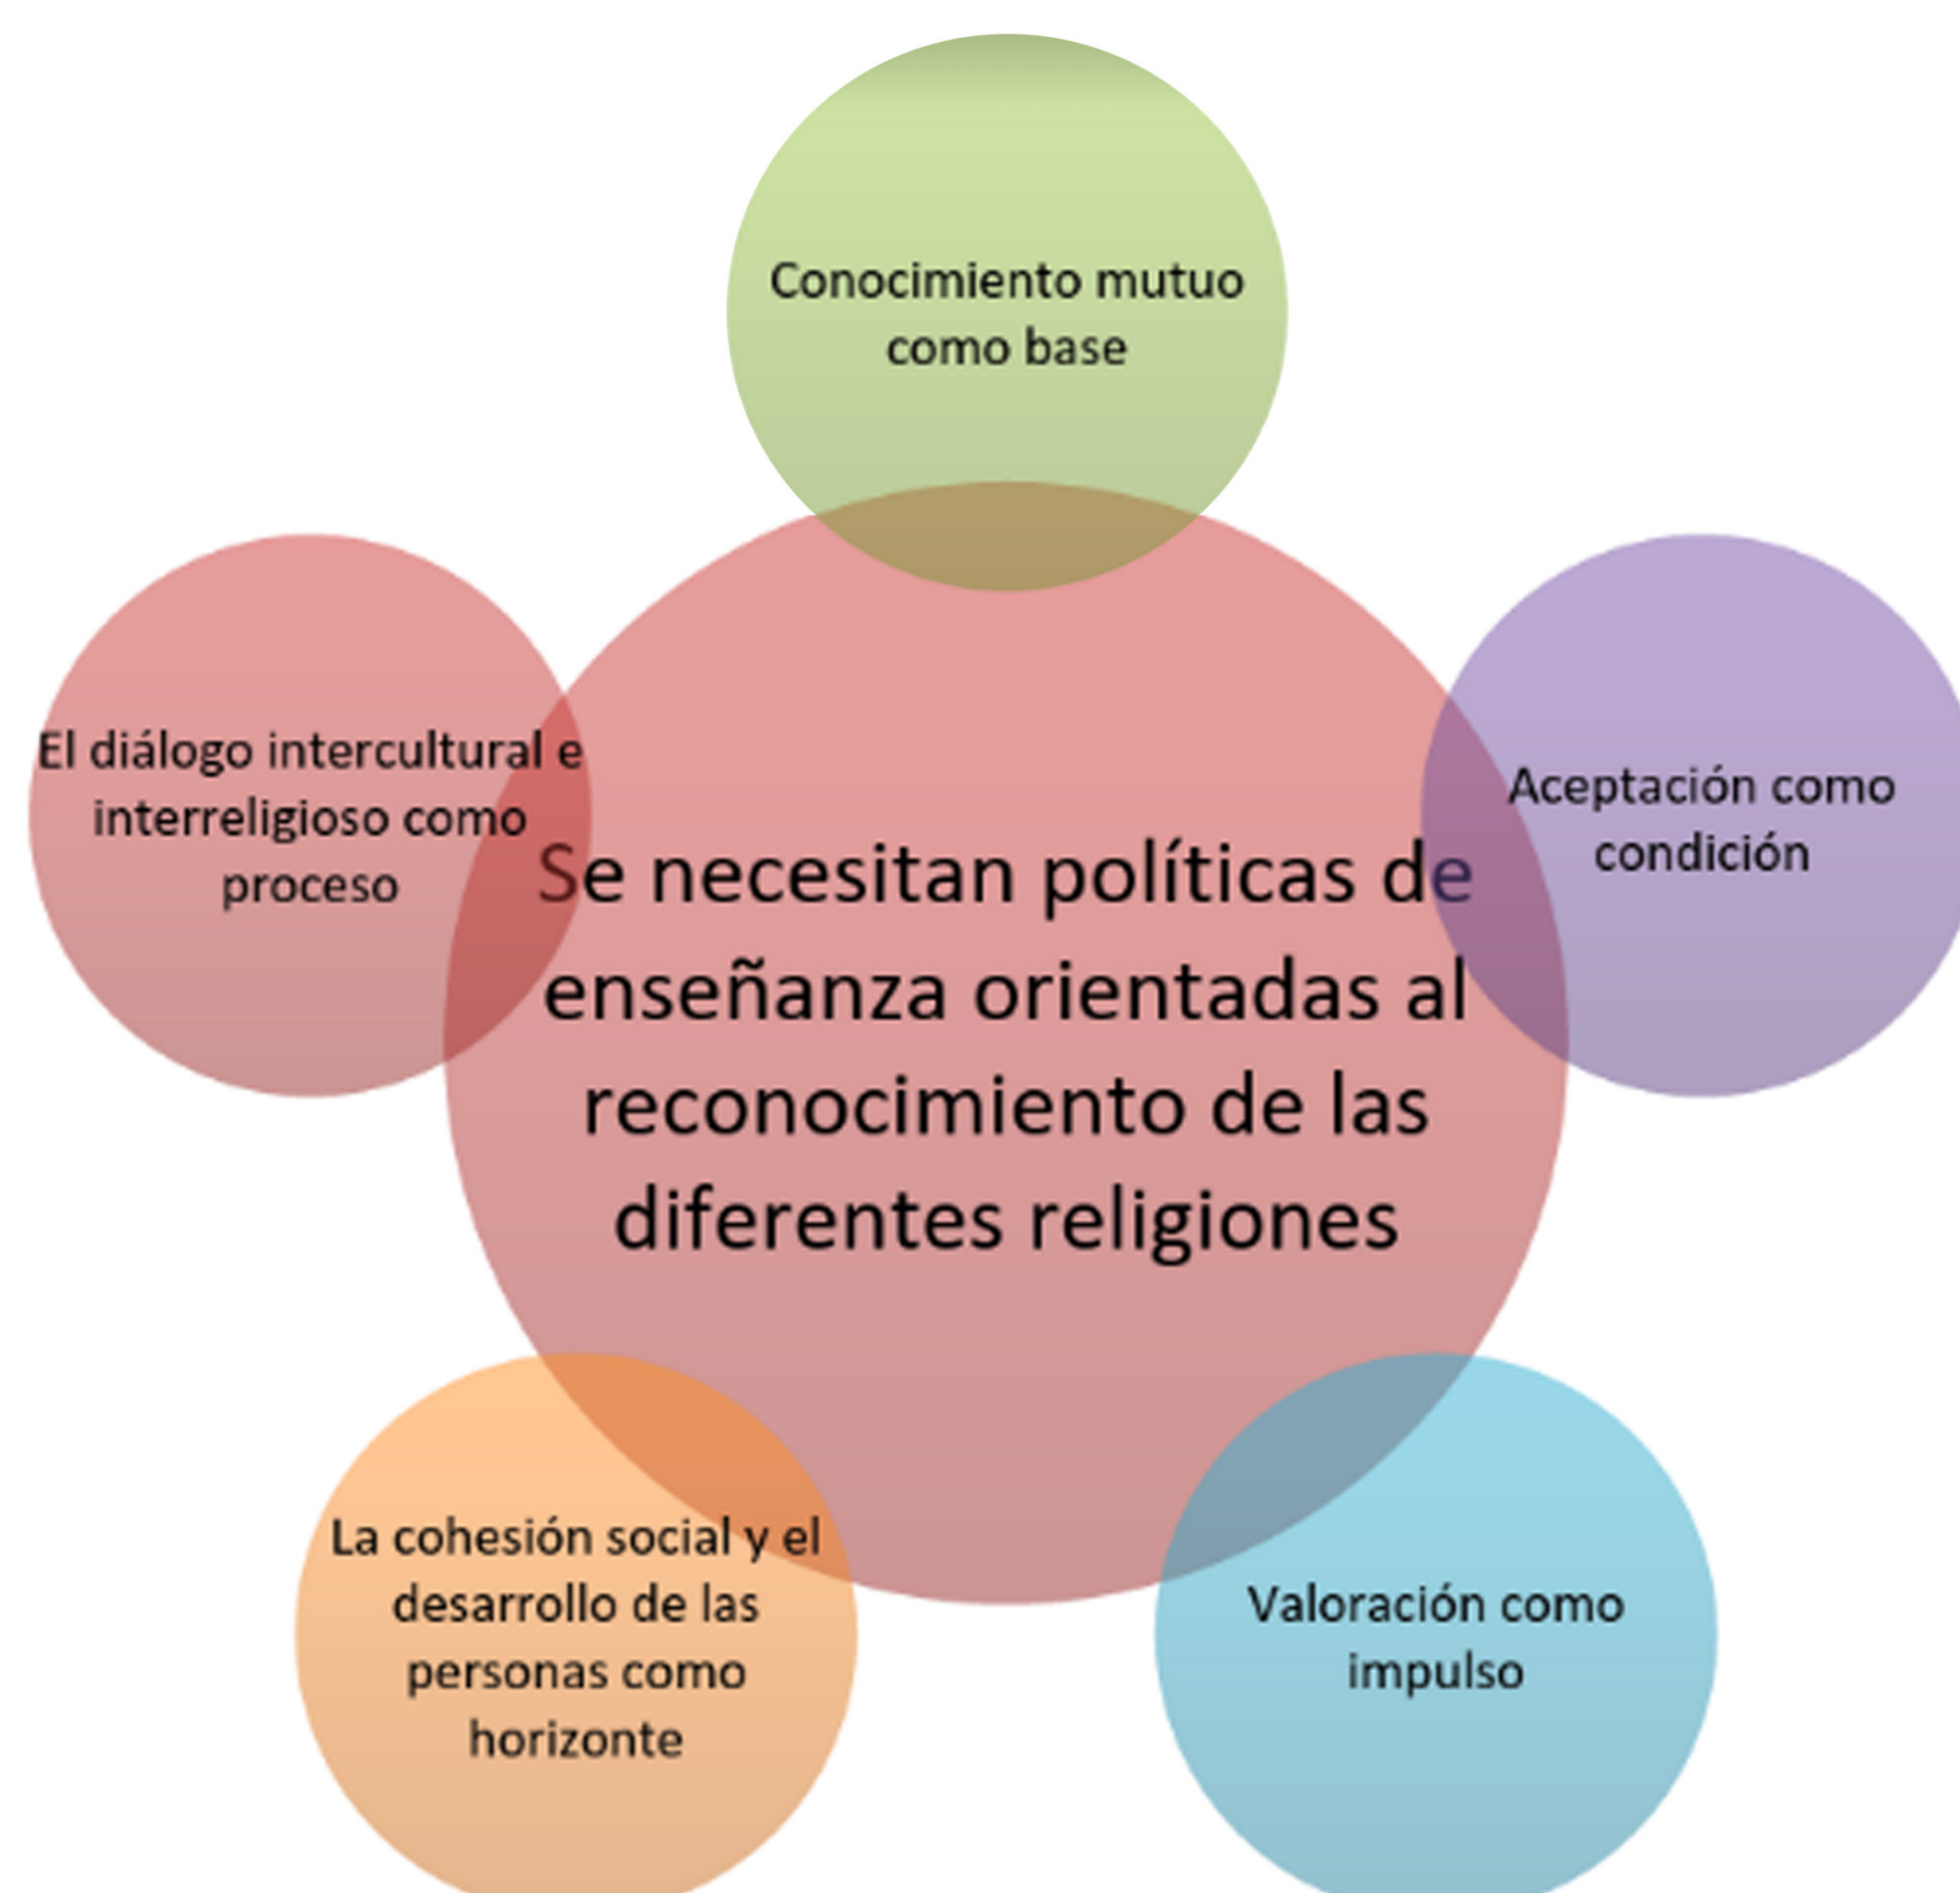 Conocimiento mutuo
como base
El diálogo intercultural e
interreligioso como
proceso
Se necesitan políticas de
enseñanza orientadas al
reconocimiento de las
diferentes religiones
Aceptación como
condición
La cohesión social y el
desarrollo de las
personas como
horizonte
Valoración como
impulso